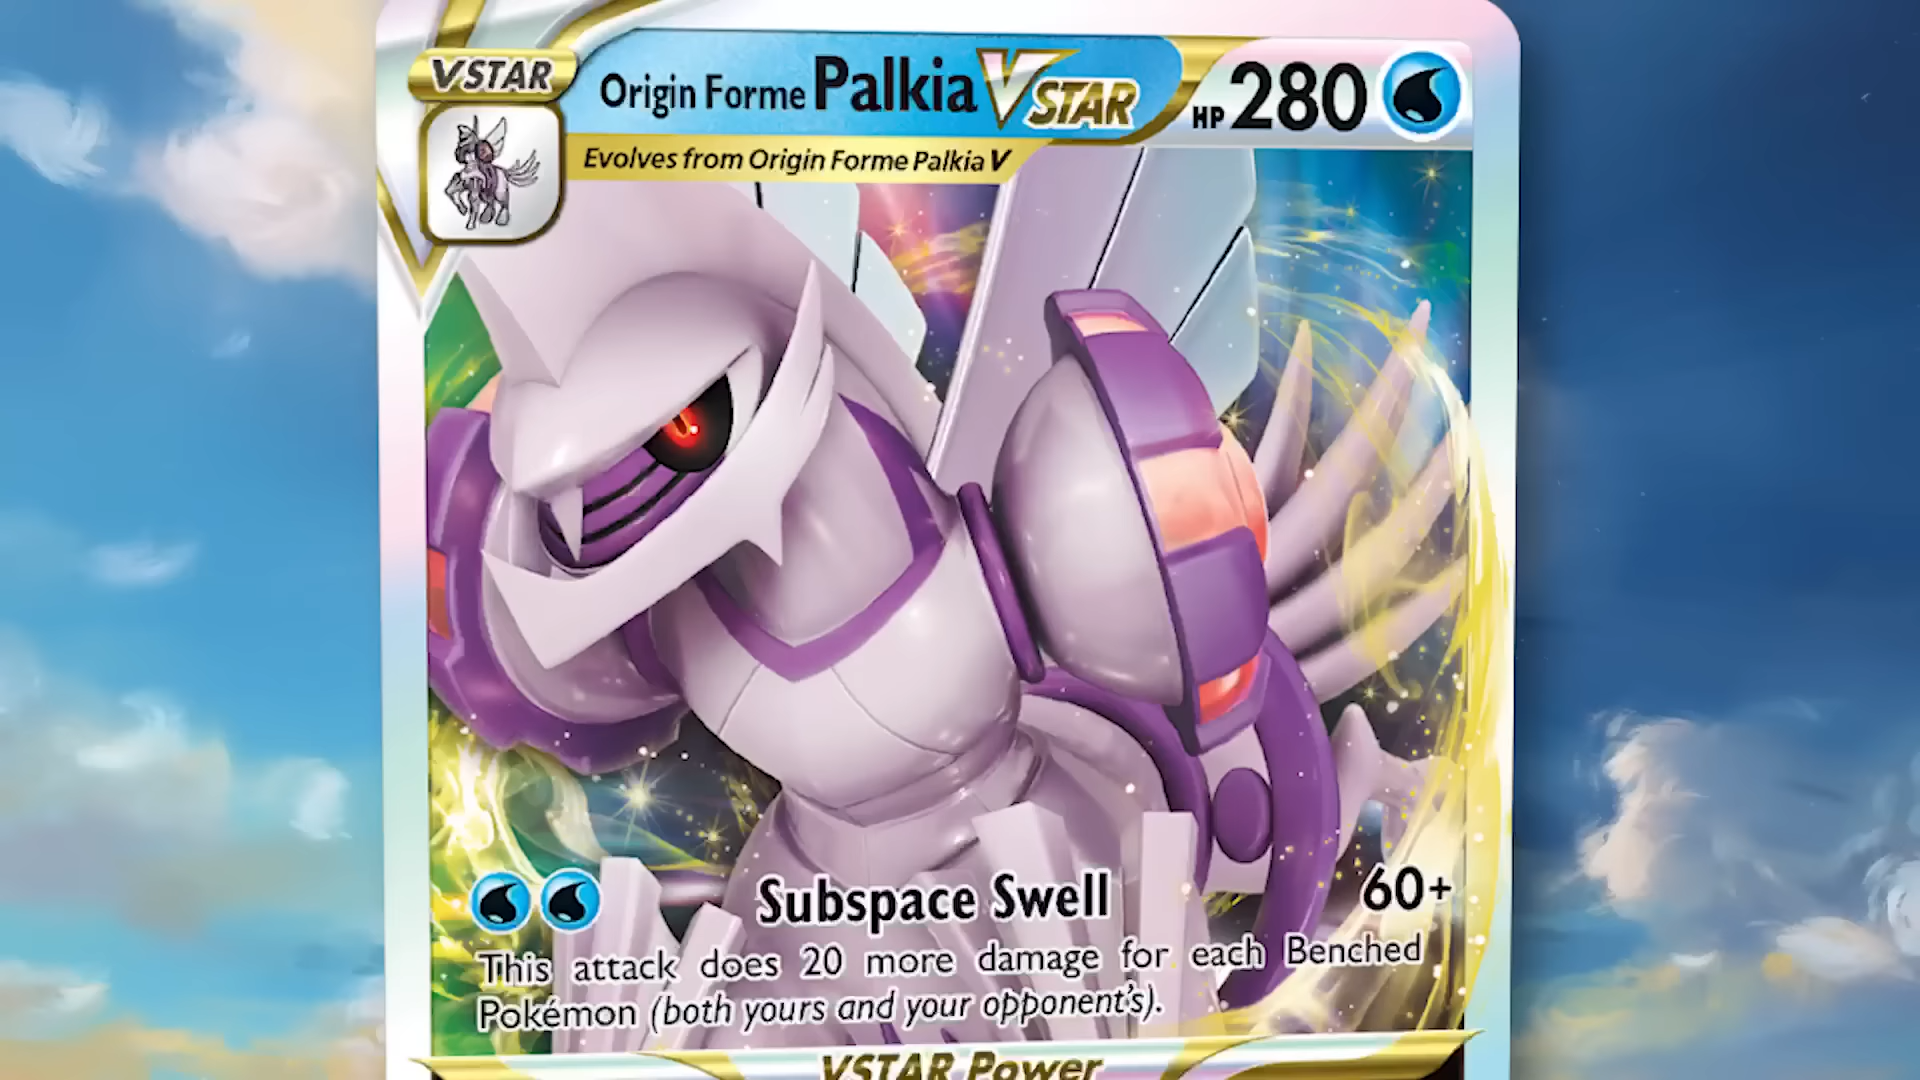 VSTAR
Origin Forme Palkia VSTAR HP 280
Evolves from Origin Forme Palkia V
Subspace Swell 60+
This attack does 20 more damage for each Benched
Pokémon (both yours and your opponent's).
VSTAR Power